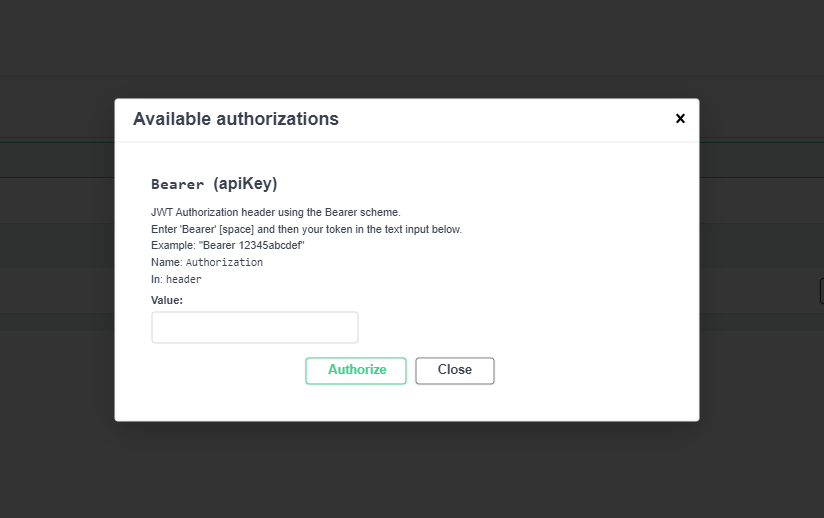 Available authorizations
Bearer (apiKey)
JWT Authorization header using the Bearer scheme.
Enter 'Bearer' [space] and then your token in the text input below.
Example: "Bearer 12345abcdef"
Name: Authorization
In: header
Value:
Authorize Close